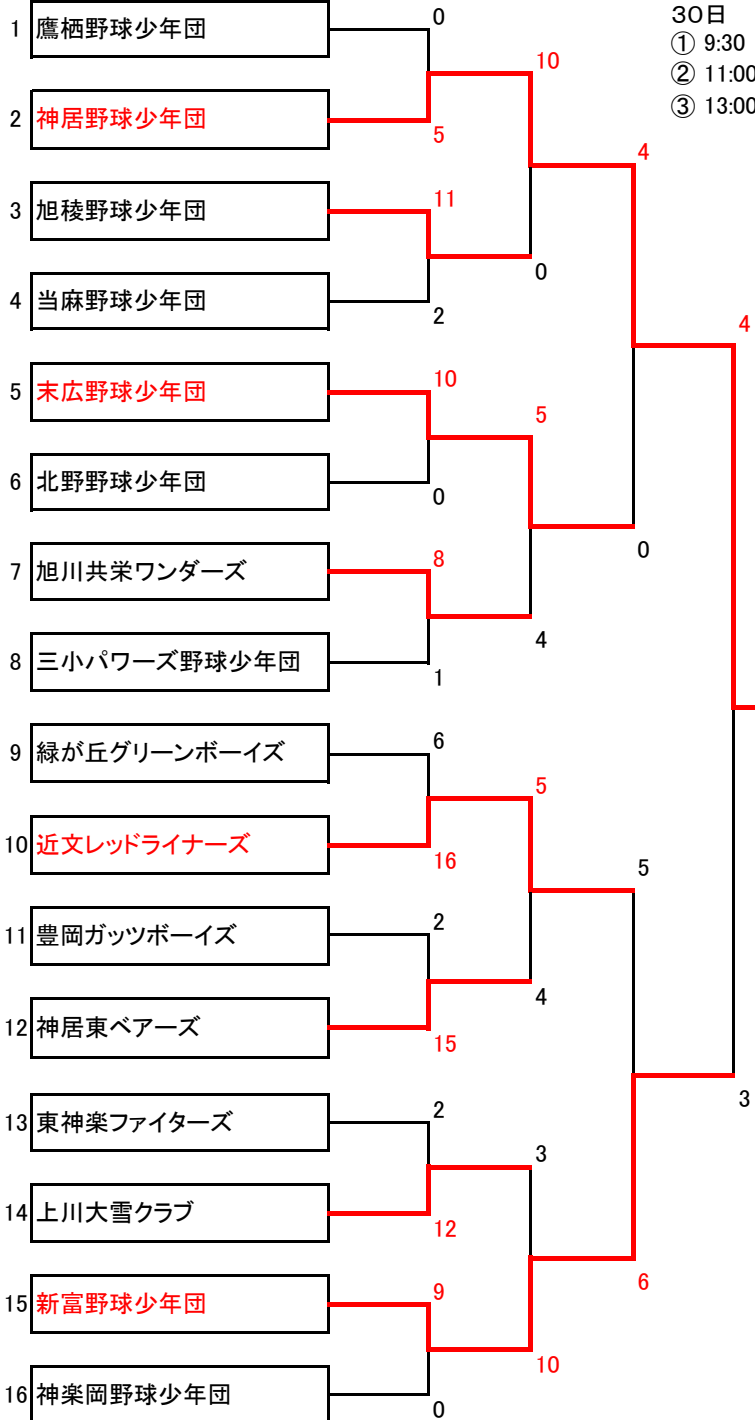 30日
① 9:30
② 11:00
③ 13:00
1 鷹栖野球少年団
2 神居野球少年団
3 旭稜野球少年団
4 当麻野球少年団
5 末広野球少年団
6 北野野球少年団
7 旭川共栄ワンダーズ
8 三小パワーズ野球少年団
9 緑が丘グリーンボーイズ
10 近文レッドライナーズ
11 豊岡ガッツボーイズ
12 神居東ベアーズ
13 東神楽ファイターズ
14 上川大雪クラブ
15 新富野球少年団
16 神楽岡野球少年団
0
5
11
2
10
0
8
1
6
16
2
15
2
12
9
0
10
0
5
4
5
4
3
10
4
0
5
6
4
3